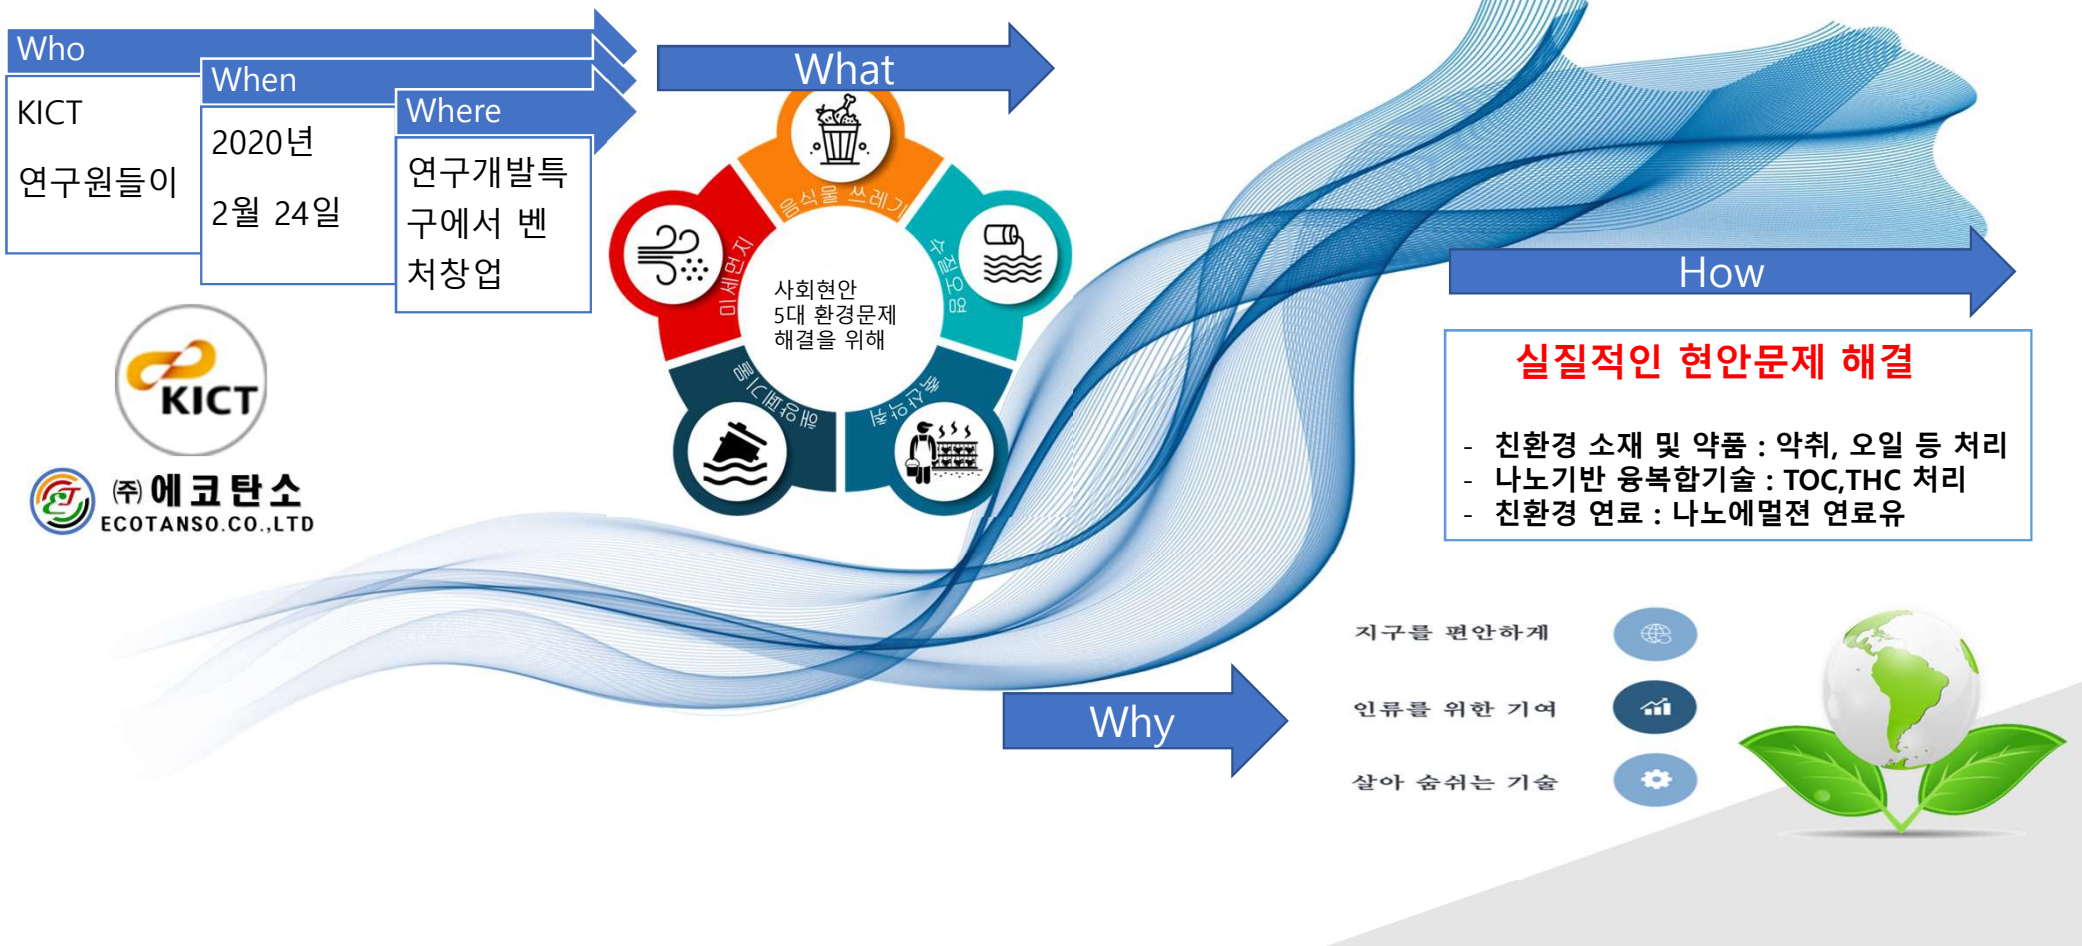 Who
KICT
연구원들이
When
2020년
2월 24일
Where
연구개발특
구에서 벤
처창업
KICT
㈜에코탄소
ECOTANSO.CO.,LTD
What
음식물 쓰레기
수질오염
축산악취
해양폐기물
미세먼지
사회현안
5대 환경문제
해결을 위해
How
실질적인 현안문제 해결
- 친환경 소재 및 약품 : 악취, 오일 등 처리
- 나노기반 융복합기술 : TOC,THC 처리
- 친환경 연료 : 나노에멀젼 연료유
Why
지구를 편안하게
인류를 위한 기여
살아 숨쉬는 기술